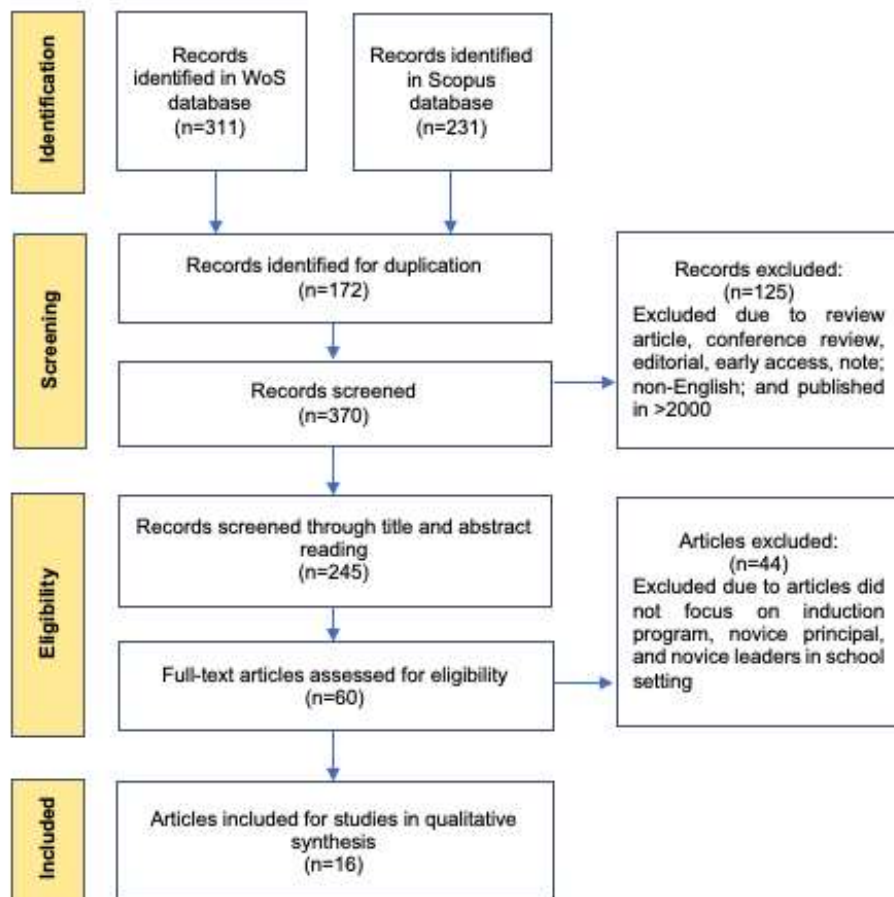 Identification
Records
identified in WoS
database
(n=311)
Records identified
in Scopus
database
(n=231)
Screening
Records identified for duplication
(n=172)
Records screened
(n=370)
Records excluded:
(n=125)
Excluded due to review
article, conference review,
editorial, early access, note;
non-English; and published
in >2000
Eligibility
Records screened through title and abstract
reading
(n=245)
Full-text articles assessed for eligibility
(n=60)
Articles excluded:
(n=44)
Excluded due to articles did
not focus on induction
program, novice principal,
and novice leaders in school
setting
Included
Articles included for studies in qualitative
synthesis
(n=16)